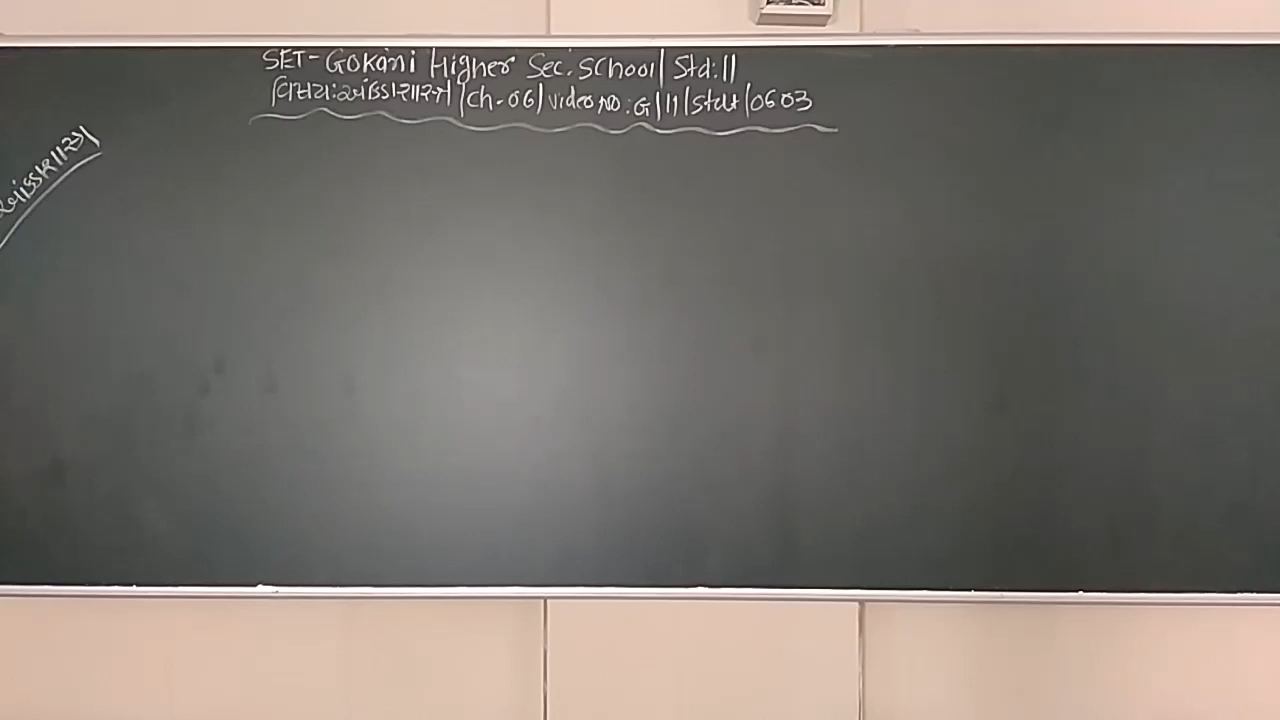 SET-Gokani Higher Sec. School / Std:11
વિષય:આંકડાશાસ્ત્ર / Ch-06 / Video no:G/11/Stat/0603
આંકડાશાસ્ત્ર